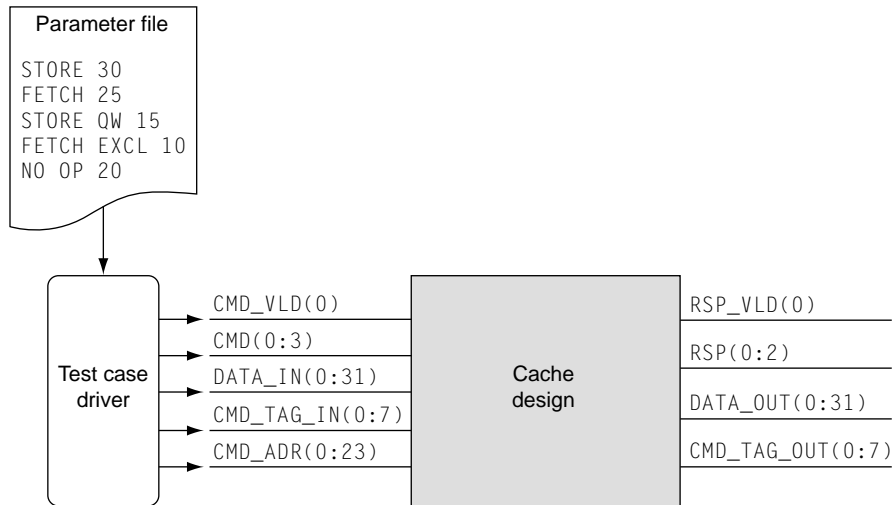 Parameter file
STORE 30
FETCH 25
STORE QW 15
FETCH EXCL 10
NO OP 20
Test case
driver
CMD_VLD(0)
CMD(0:3)
DATA_IN(0:31)
CMD_TAG_IN(0:7)
CMD_ADR(0:23)
Cache
design
RSP_VLD(0)
RSP(0:2)
DATA_OUT(0:31)
CMD_TAG_OUT(0:7)